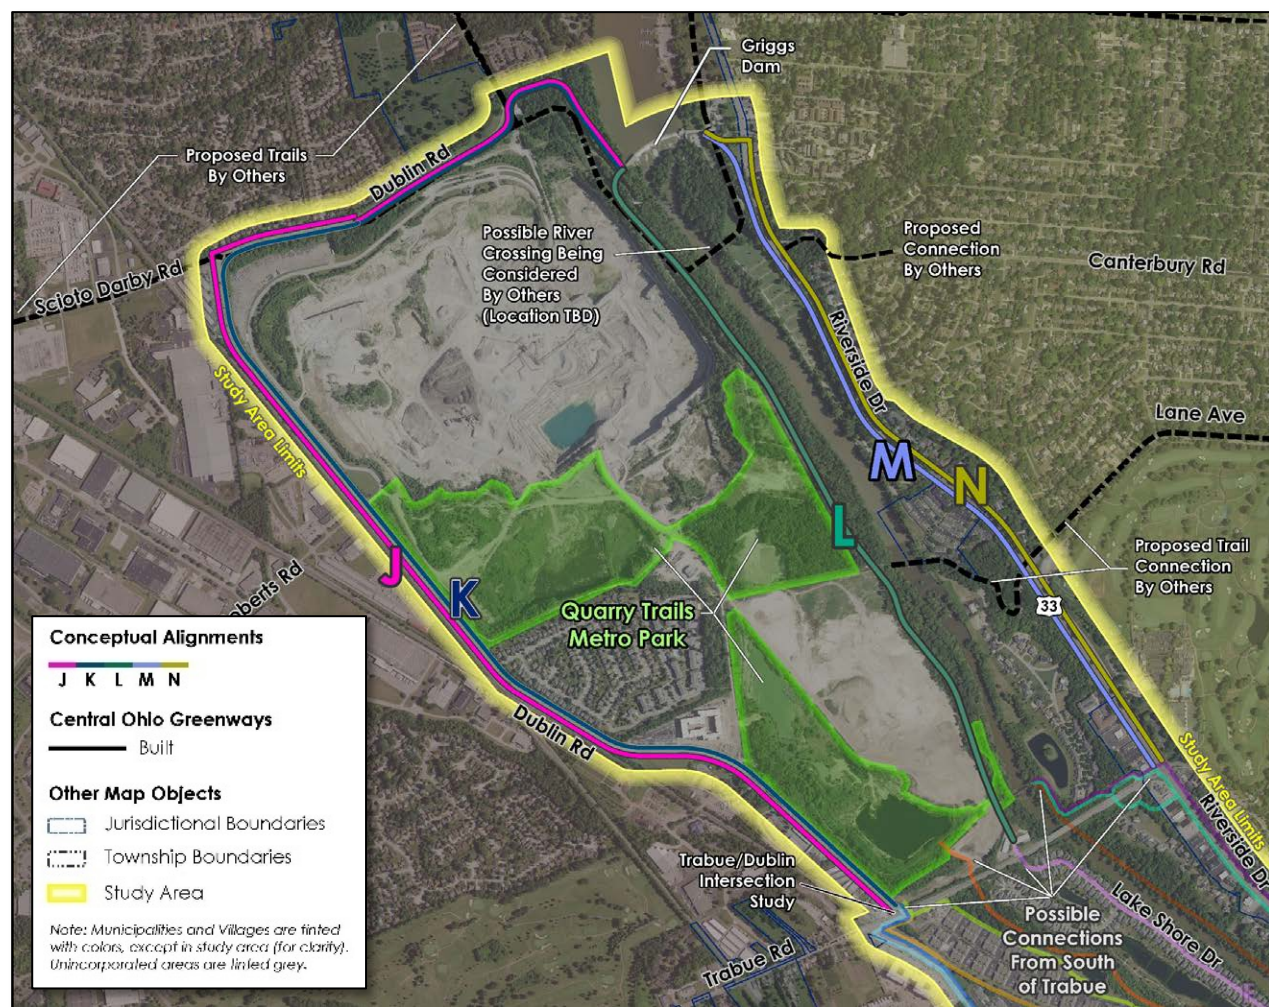 Griggs
Dam
Proposed Trails
By Others
Dublin Rd
Possible River
Crossing Being
Considered
By Others
(Location TBD)
Proposed
Connection
By Others
Canterbury Rd
Scioto Darby Rd
Riverside Dr
Study Area Limits
Lane Ave
M
N
L
J
K
Proposed Trail
Connection
By Others
33
oberts Rd
Quarry Trails
Metro Park
Dublin Rd
Study Area Limits
Riverside Dr
Trabue/Dublin
Intersection
Study
Trabue Rd
Lake Shore Dr
Possible
Connections
From South
of Trabue
Conceptual Alignments
J K L M N
Central Ohio Greenways
Built
Other Map Objects
Jurisdictional Boundaries
Township Boundaries
Study Area
Note: Municipalities and Villages are tinted
with colors, except in study area (for clarity).
Unincorporated areas are tinted grey.